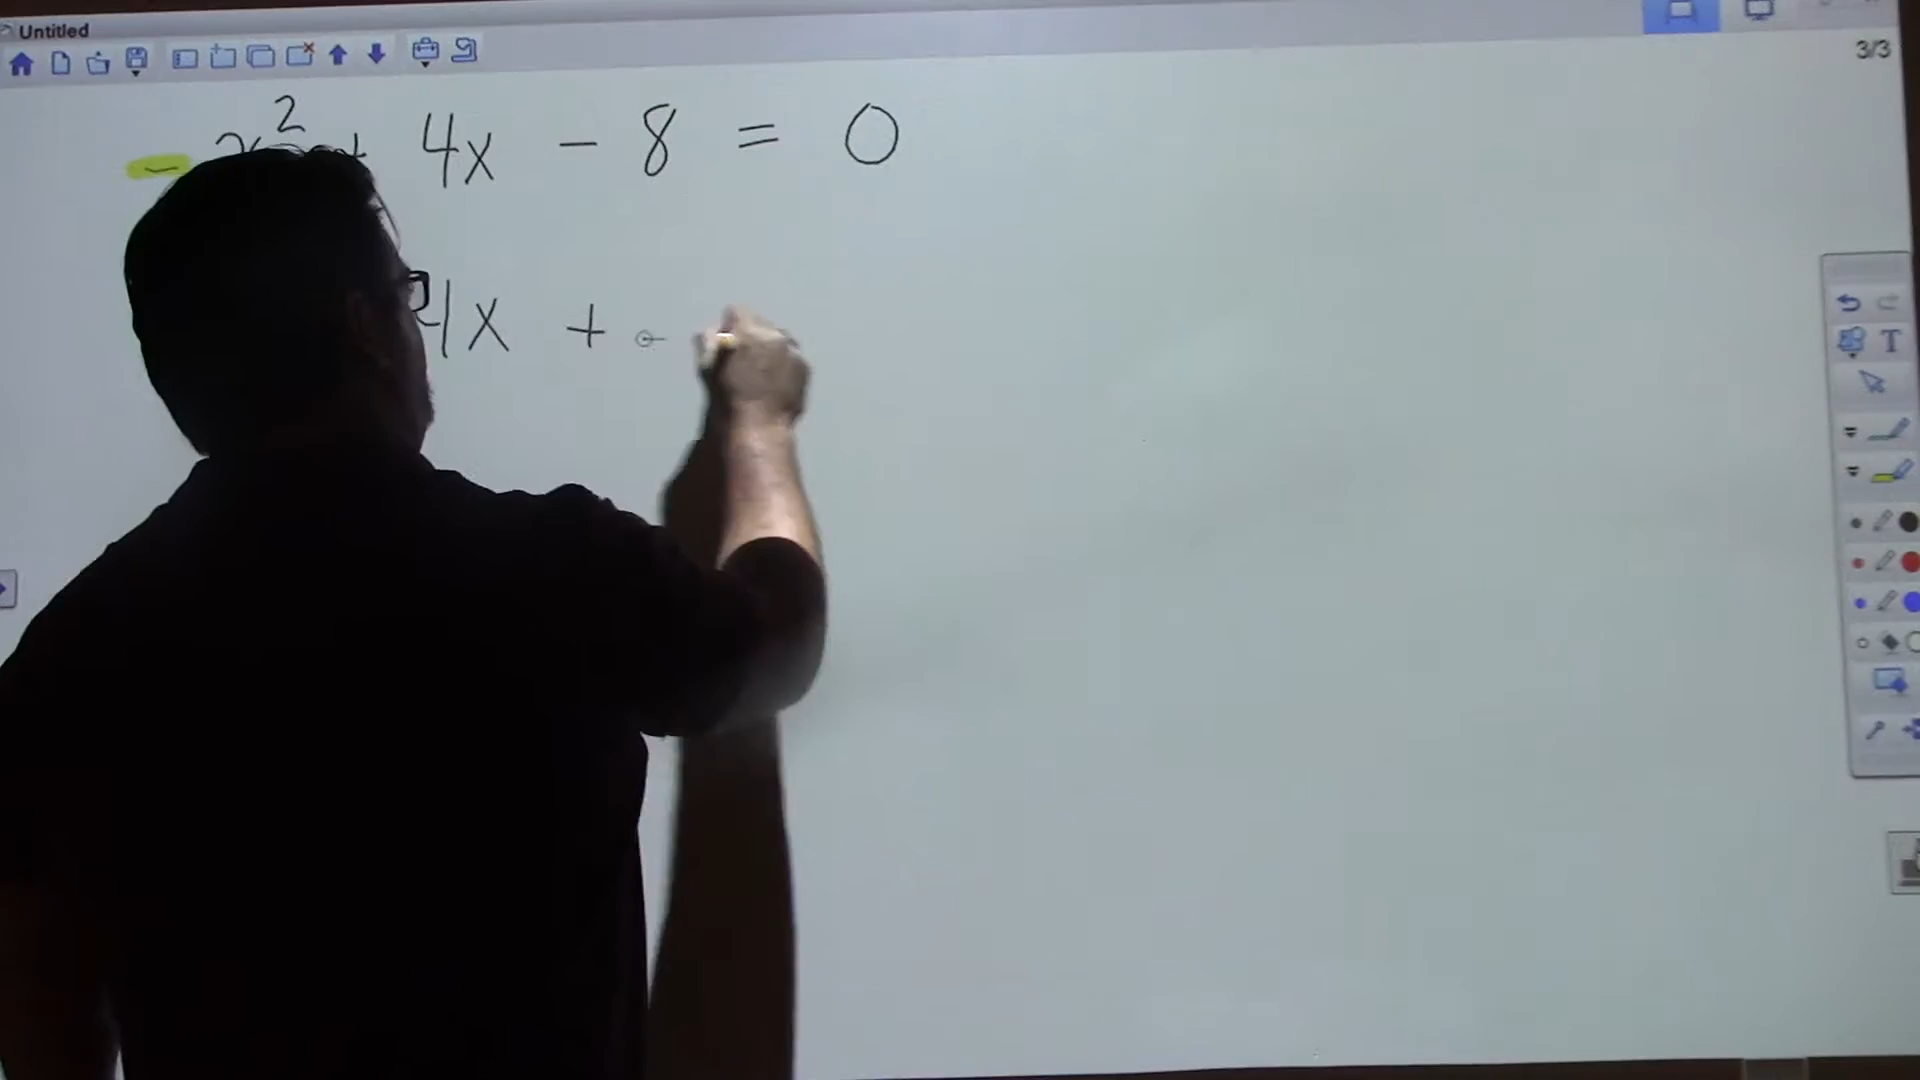 Untitled
3/3
- x² + 4x - 8 = 0
4x +
T